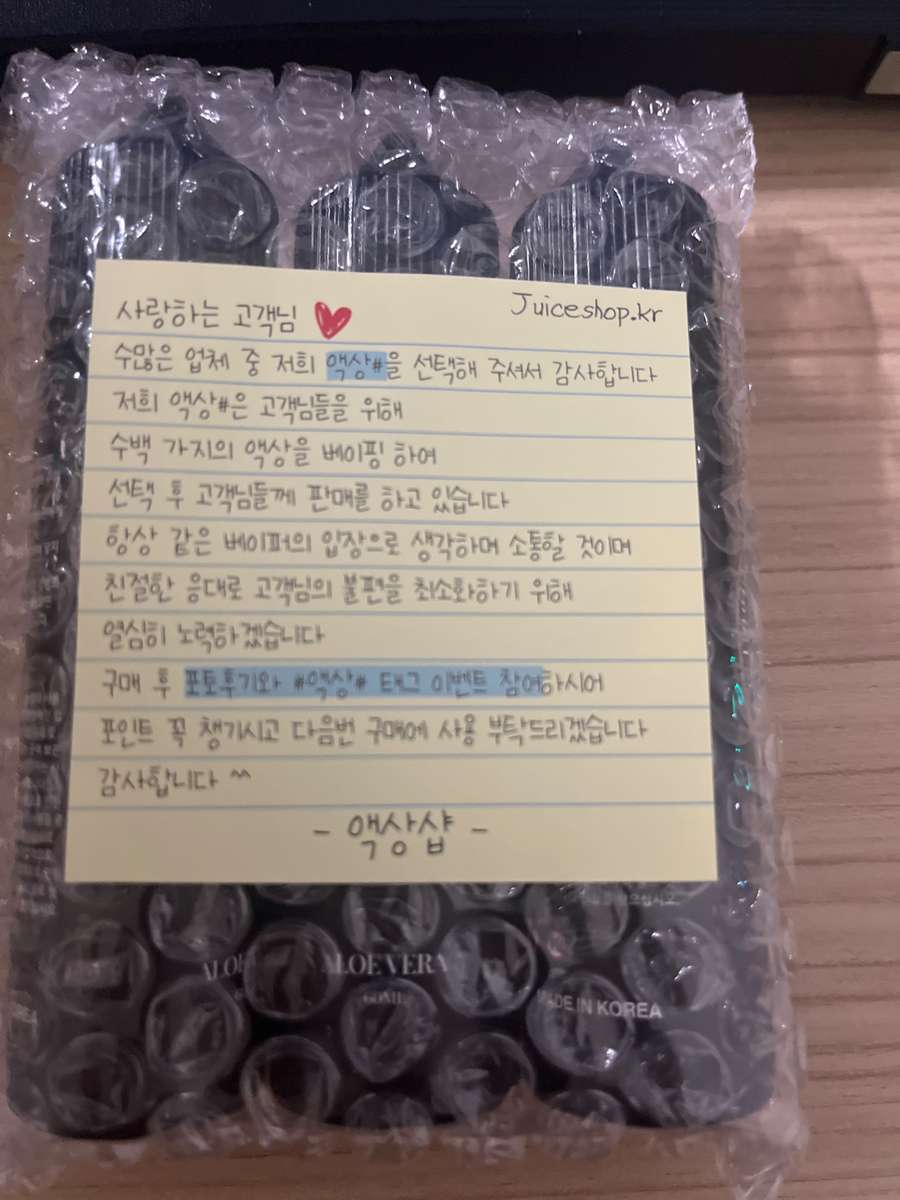 사랑하는 고객님
Juiceshop.kr
수많은 업체 중 저희 액상#을 선택해 주셔서 감사합니다
저희 액상#은 고객님들을 위해
수백 가지의 액상을 베이핑 하여
선택 후 고객님들께 판매를 하고 있습니다
항상 같은 베이퍼의 입장으로 생각하며 소통할 것이며
친절한 응대로 고객님의 불편을 최소화하기 위해
열심히 노력하겠습니다
구매 후 포토후기와 #액상# 태그 이벤트 참여하시어
포인트 꼭 챙기시고 다음번 구매에 사용 부탁드리겠습니다
감사합니다 ^^
- 액상샵 -
ALOE VERA
MADE IN KOREA